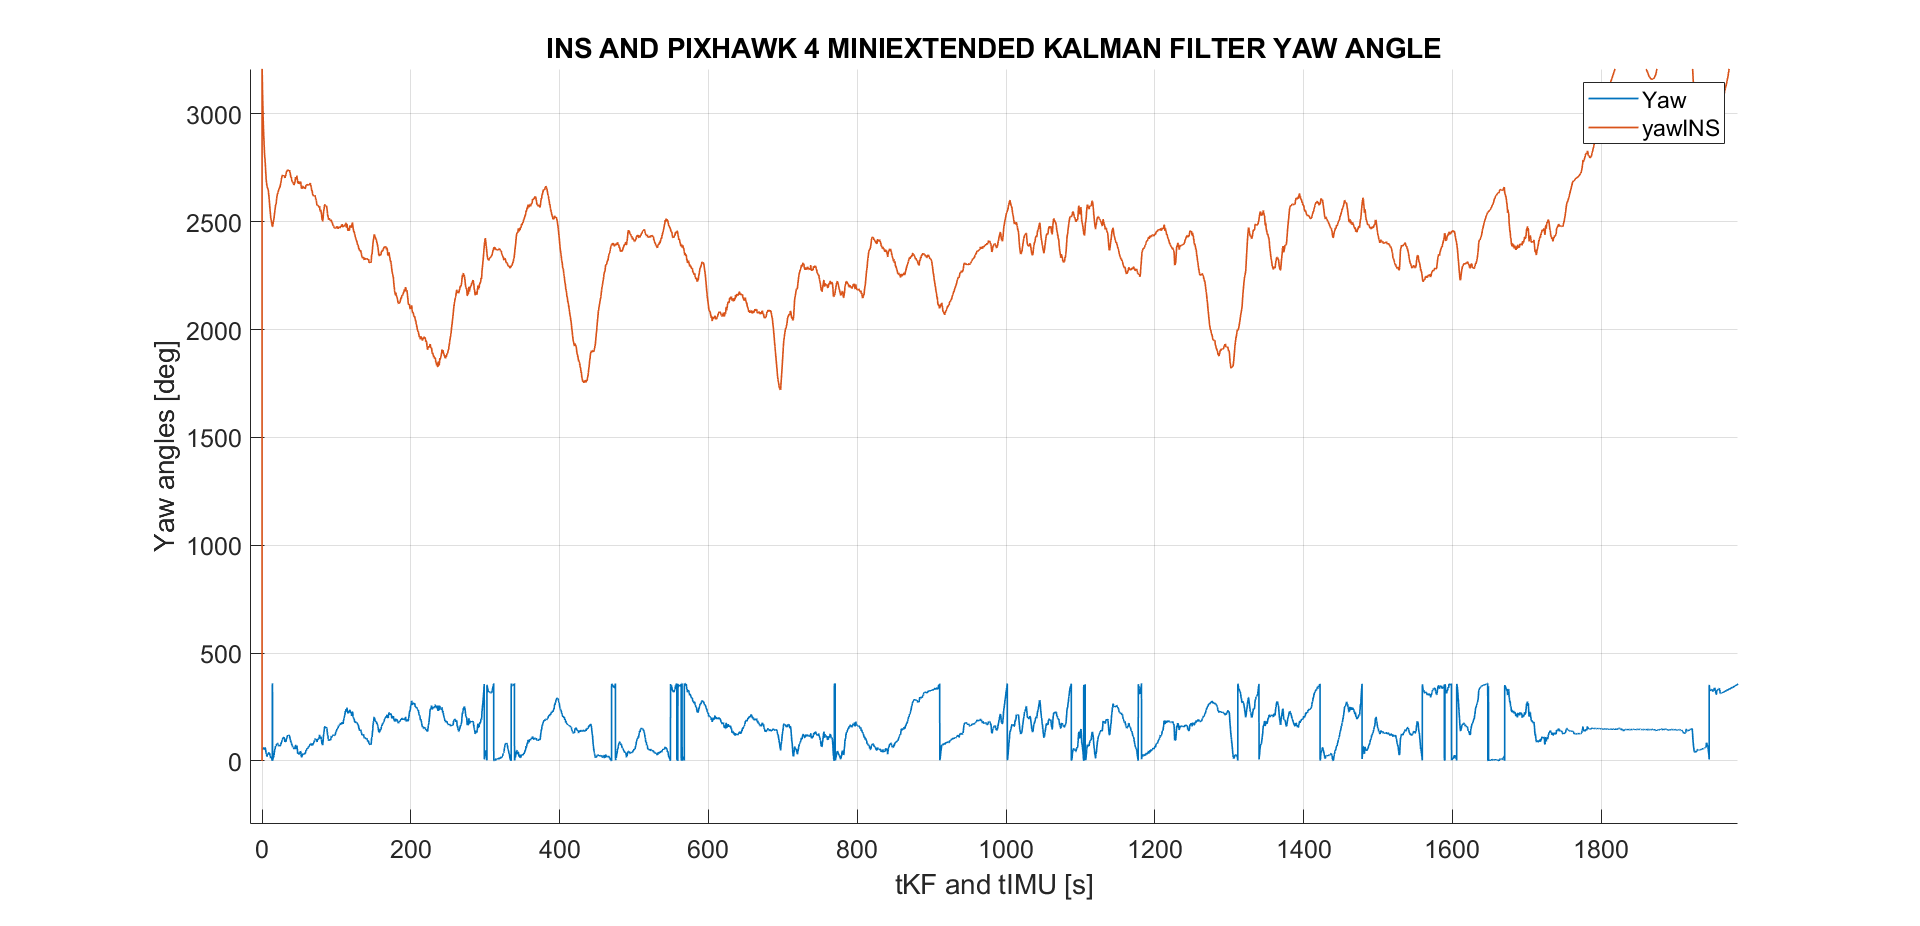 INS AND PIXHAWK 4 MINIEXTENDED KALMAN FILTER YAW ANGLE
Yaw
yawINS
Yaw angles [deg]
3000
2500
2000
1500
1000
500
0
0 200 400 600 800 1000 1200 1400 1600 1800
tKF and tIMU [s]